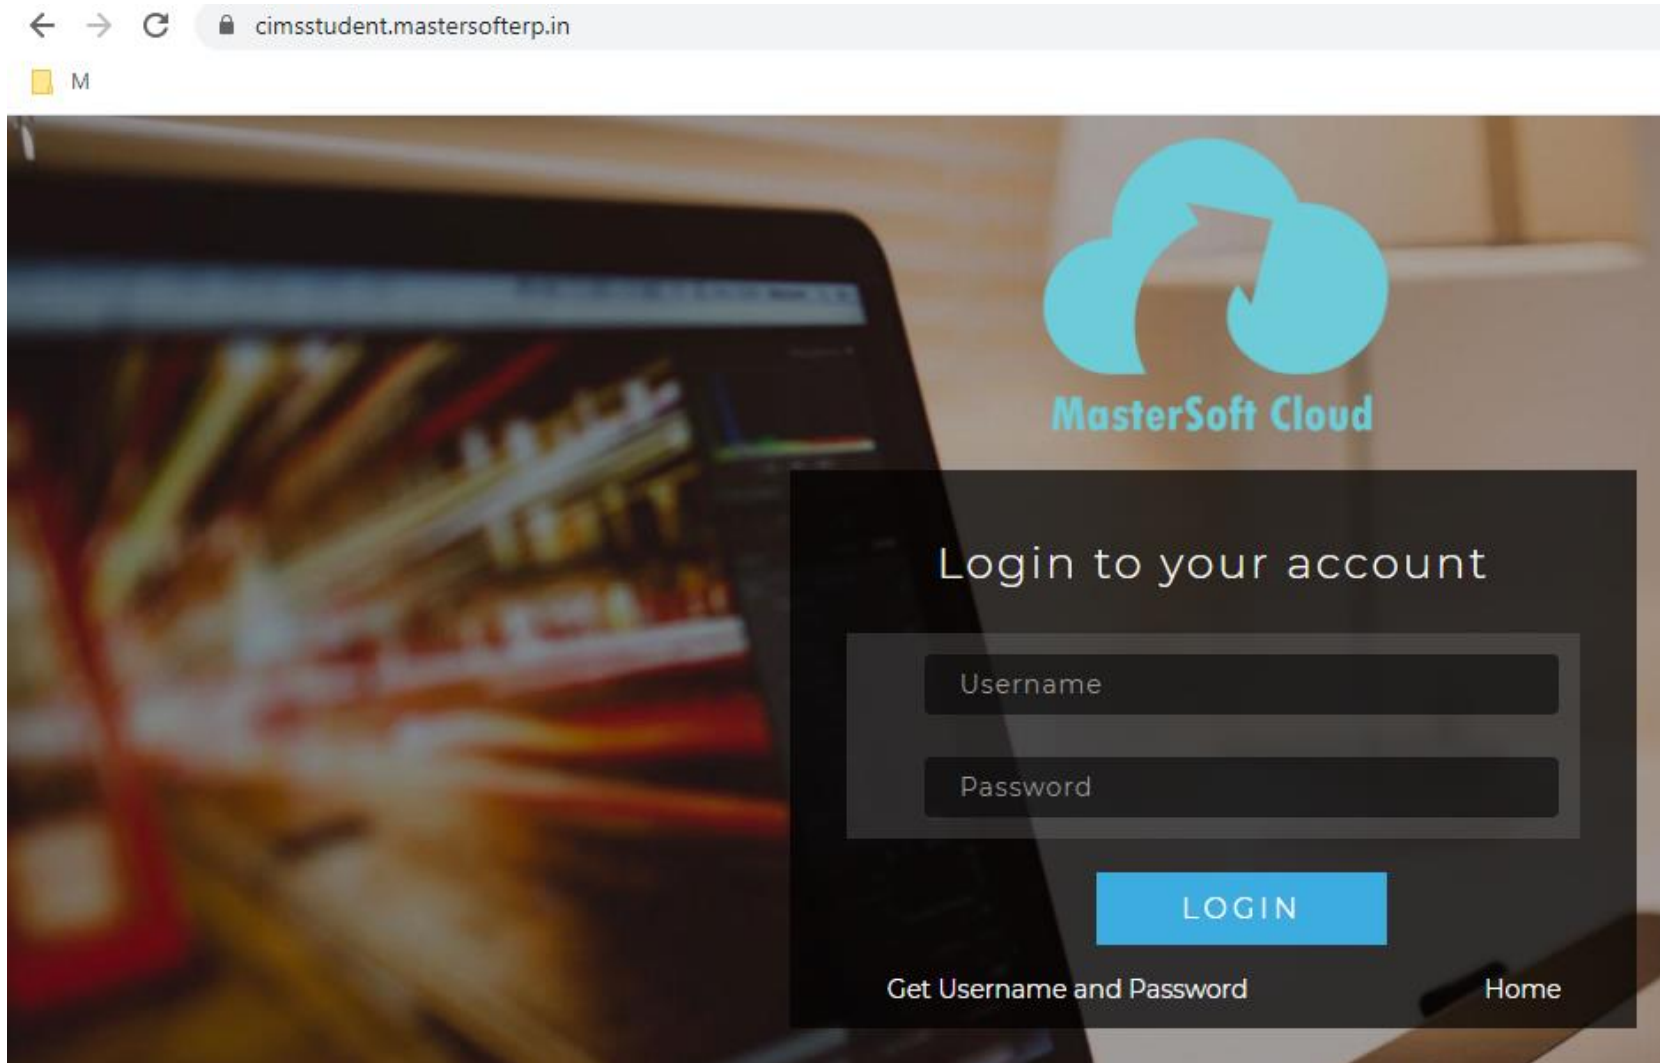 cimsstudent.mastersofterp.in
M
MasterSoft Cloud
Login to your account
Username
Password
LOGIN
Get Username and Password Home